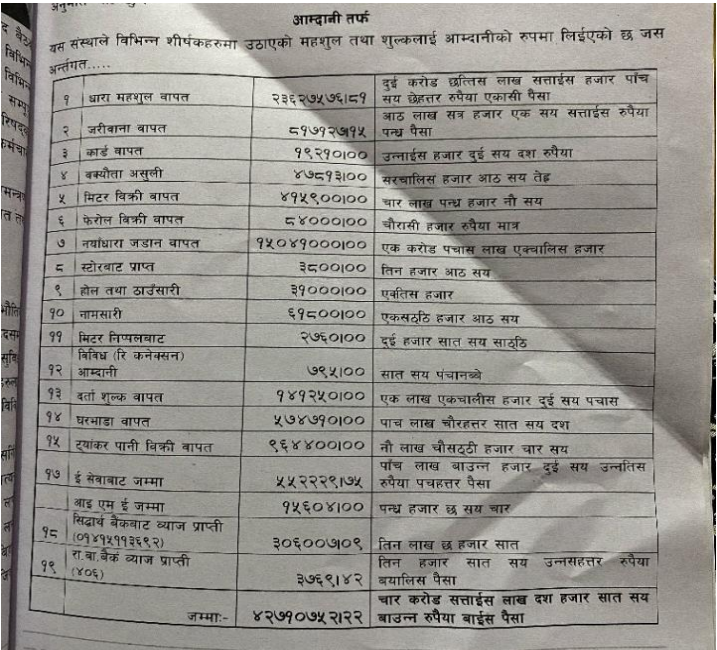 आम्दानी तर्फ
यस संस्थाले विभिन्न शीर्षकहरुमा उठाएको महशुल तथा शुल्कलाई आम्दानीको रुपमा लिईएको छ जस
अर्न्तगत.....
१ धारा महशुल वापत २३६२७५७६।८१ दुई करोड छत्तिस लाख सत्ताईस हजार पाँच
सय छेहत्तर रुपैया एकासी पैसा
२ जरीवाना बापत ८१७१२७।१५ आठ लाख सत्र हजार एक सय सत्ताईस रुपैया
पन्ध्र पैसा
३ कार्ड वापत १९२१०।०० उन्नाईस हजार दुई सय दश रुपैया
४ बक्यौता असुली ४७८१३।०० सरचालिस हजार आठ सय तेह्र
५ मिटर विक्री वापत ४१५९००।०० चार लाख पन्ध्र हजार नौ सय
६ फेरोल विक्री वापत ८४०००।०० चौरासी हजार रुपैया मात्र
७ नयाँधारा जडान वापत १५०४१०००।०० एक करोड पचास लाख एक्चालिस हजार
८ स्टोरबाट प्राप्त ३८००।०० तिन हजार आठ सय
९ होल तथा ठाउँसारी ३१०००।०० एक्तिस हजार
१० नामसारी ६१८००।०० एकसठ्ठि हजार आठ सय
११ मिटर निप्पलबाट २७६०।०० दुई हजार सात सय साठ्ठि
विविध (रि कनेक्सन)
१२ आम्दानी ७९५।०० सात सय पंचानब्बे
१३ दर्ता शुल्क वापत १४१२५०।०० एक लाख एकचालीस हजार दुई सय पचास
१४ घरभाडा वापत ५७४७१०।०० पाच लाख चौरहत्तर सात सय दश
१५ ट्यांकर पानी विक्री वापत ९६४४००।०० नौ लाख चौसठ्ठी हजार चार सय
१७ ई सेवाबाट जम्मा ५५२२२९।७५ पाँच लाख बाउन्न हजार दुई सय उन्नतिस
रुपैया पचहत्तर पैसा
आइ एम ई जम्मा १५६०४।०० पन्ध्र हजार छ सय चार
१८ सिद्धार्थ बैंकबाट व्याज प्राप्ती
(०१४१५११३६९२) ३०६००७।०९ तिन लाख छ हजार सात
१९ रा.बा.बैंक व्याज प्राप्ती
(४०६) ३७६९।४२ तिन हजार सात सय उन्नसहत्तर रुपैया
बयालिस पैसा
जम्माः- ४२७१०७५२।२२ चार करोड सत्ताईस लाख दश हजार सात सय
बाउन्न रुपैया बाईस पैसा